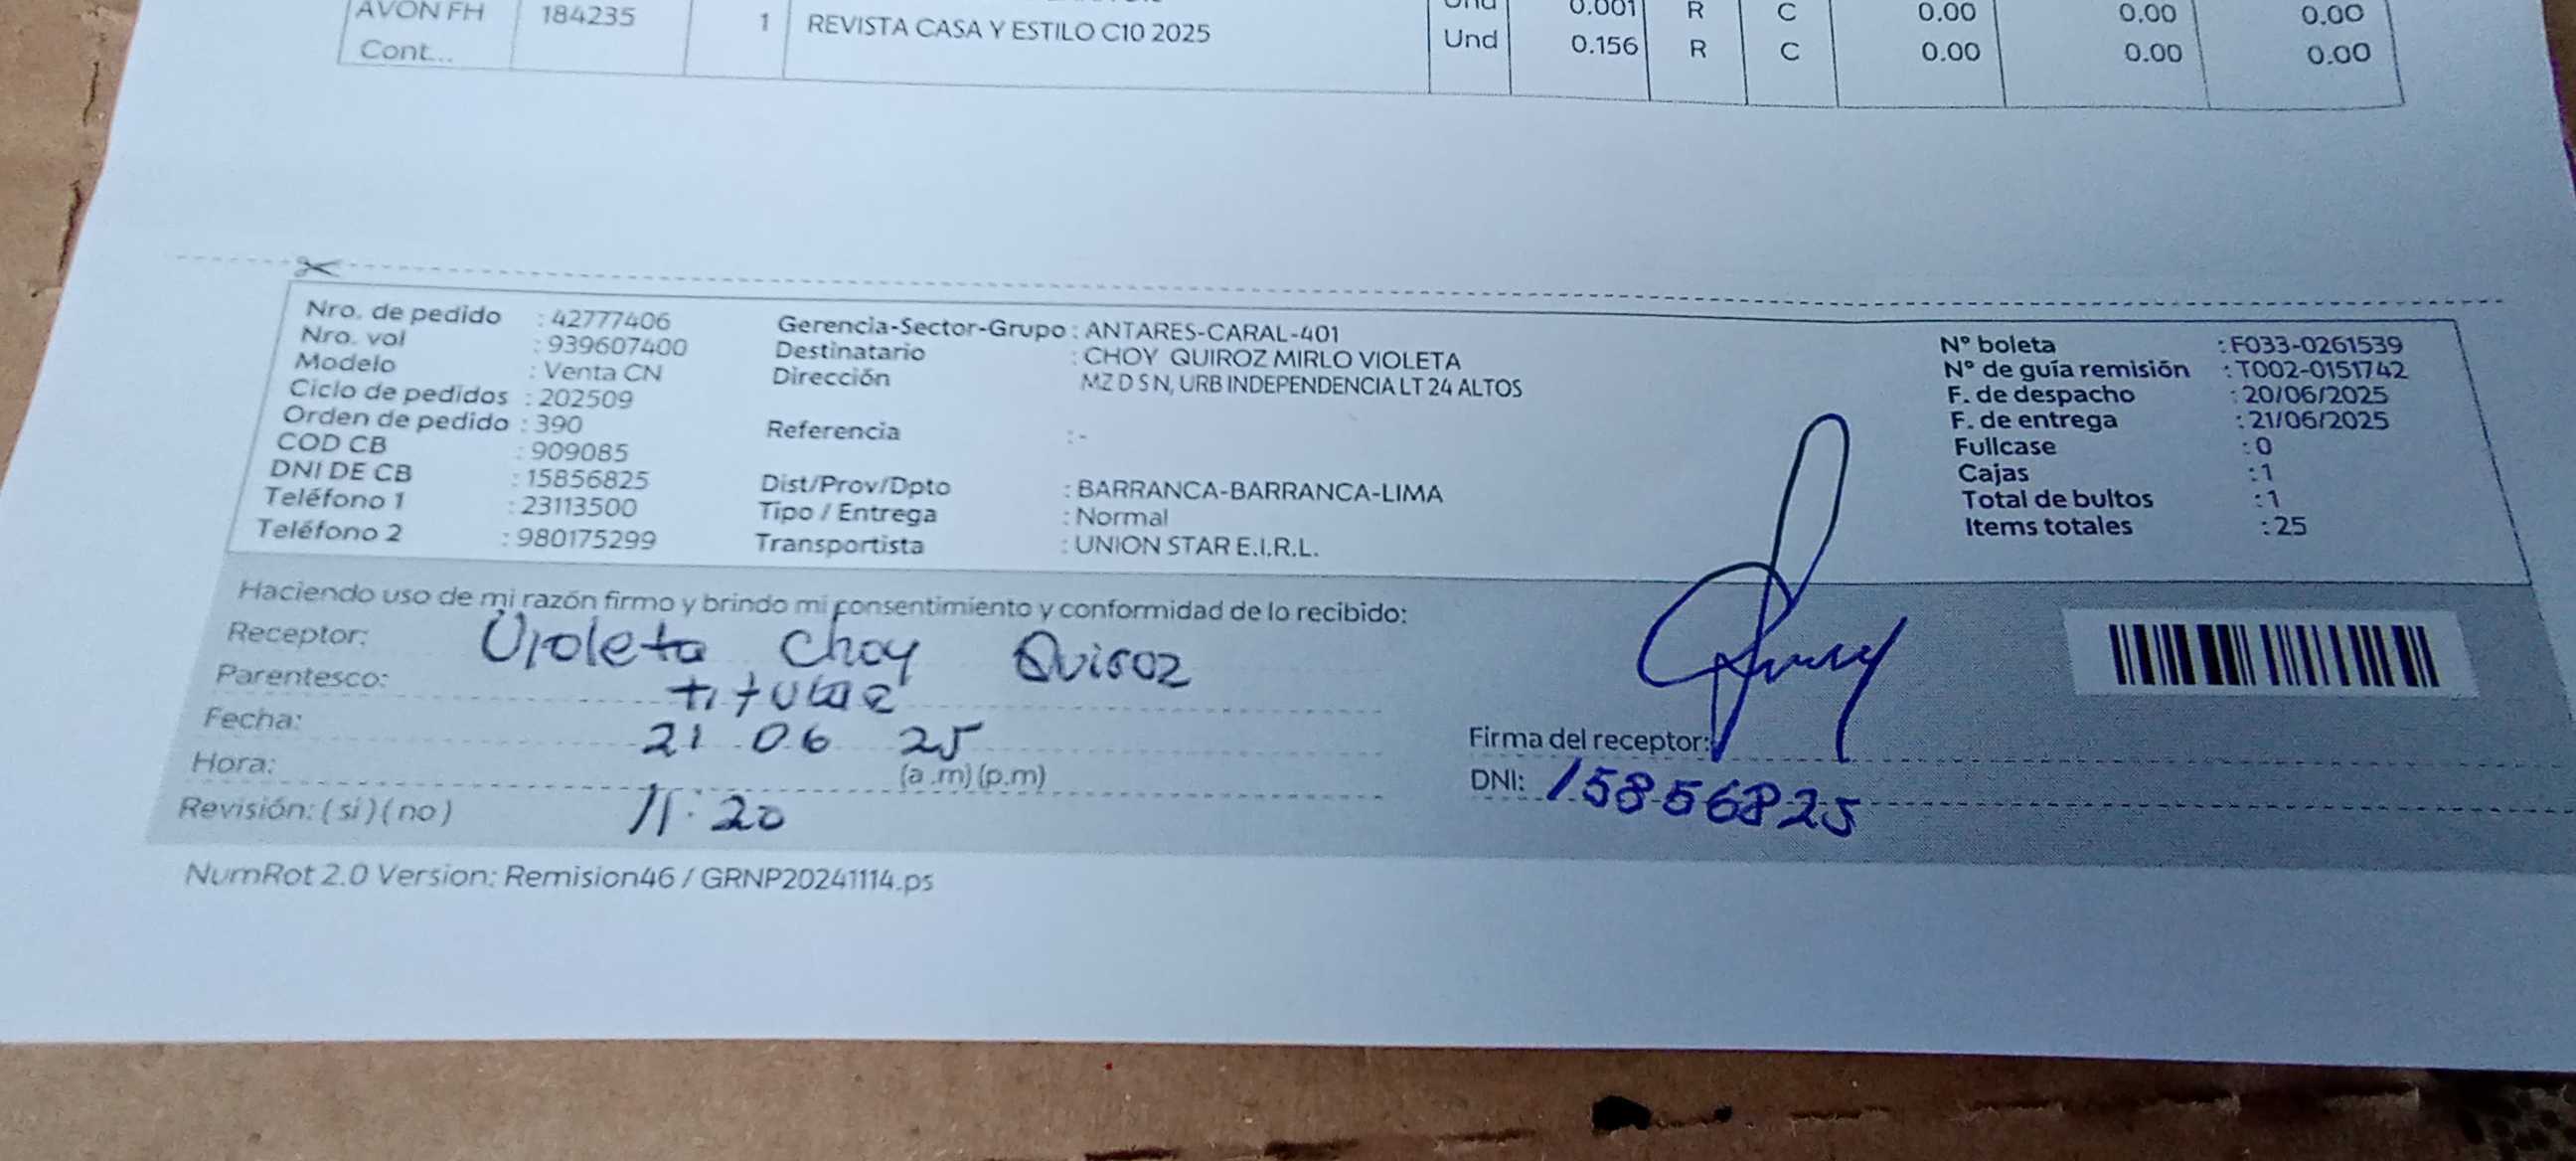 AVON FH 184235 1 REVISTA CASA Y ESTILO C10 2025 Und 0.001 R C 0.00 0.00 0.00
Cont... Und 0.156 R C 0.00 0.00 0.00
Nro. de pedido : 42777406
Nro. vol : 939607400
Modelo : Venta CN
Ciclo de pedidos : 202509
Orden de pedido : 390
COD CB : 909085
DNI DE CB : 15856825
Teléfono 1 : 23113500
Teléfono 2 : 980175299
Gerencia-Sector-Grupo : ANTARES-CARAL-401
Destinatario : CHOY QUIROZ MIRLO VIOLETA
Dirección MZ D S N, URB INDEPENDENCIA LT 24 ALTOS
Referencia : -
Dist/Prov/Dpto : BARRANCA-BARRANCA-LIMA
Tipo / Entrega : Normal
Transportista : UNION STAR E.I.R.L.
N° boleta : F033-0261539
N° de guía remisión : T002-0151742
F. de despacho : 20/06/2025
F. de entrega : 21/06/2025
Fullcase : 0
Cajas : 1
Total de bultos : 1
Items totales : 25
Haciendo uso de mi razón firmo y brindo mi consentimiento y conformidad de lo recibido:
Receptor: Violeta Choy Quiroz
Parentesco: titular
Fecha: 21 06 25
Hora: (a.m) (p.m)
Revisión: ( si ) ( no ) 11:20
Firma del receptor:
DNI: 15856825
NumRot 2.0 Version: Remision46 / GRNP20241114.ps